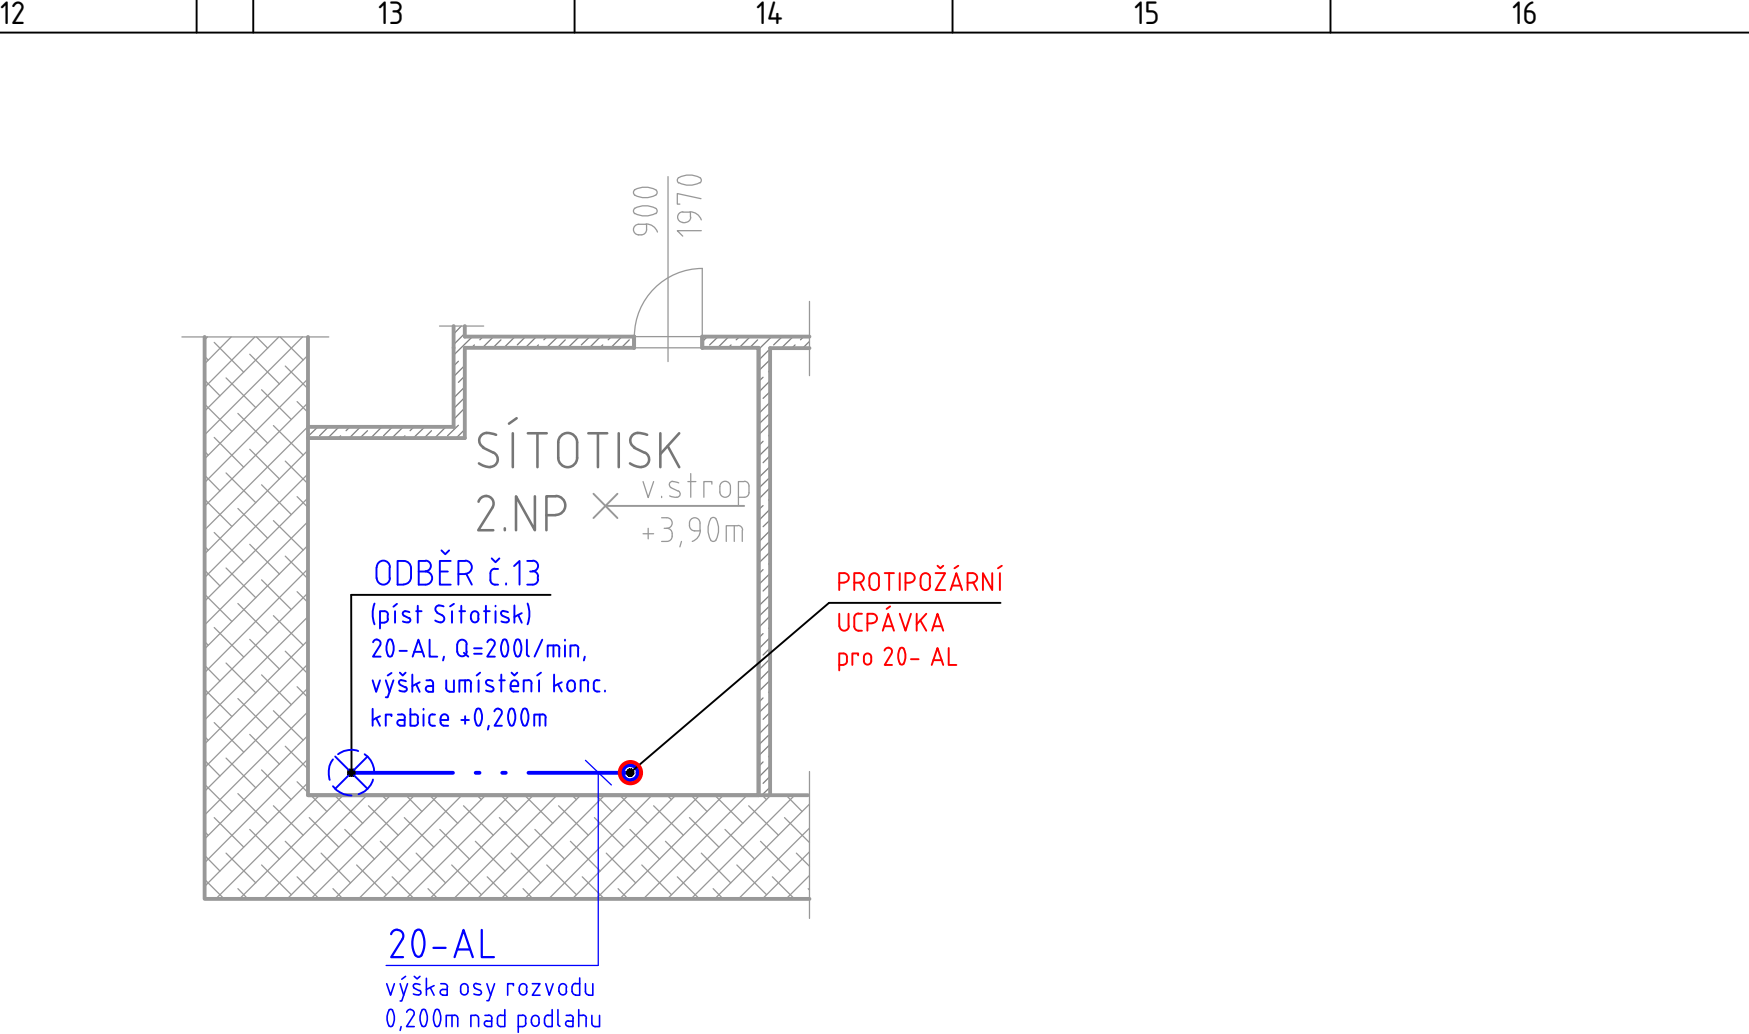 12
13
14
15
16
900
1970
SÍTOTISK
2.NP
v.strop
+3,90m
ODBĚR č.13
(píst Sítotisk)
20-AL, Q=200l/min,
výška umístění konc.
krabice +0,200m
PROTIPOŽÁRNÍ
UCPÁVKA
pro 20- AL
20-AL
výška osy rozvodu
0,200m nad podlahu